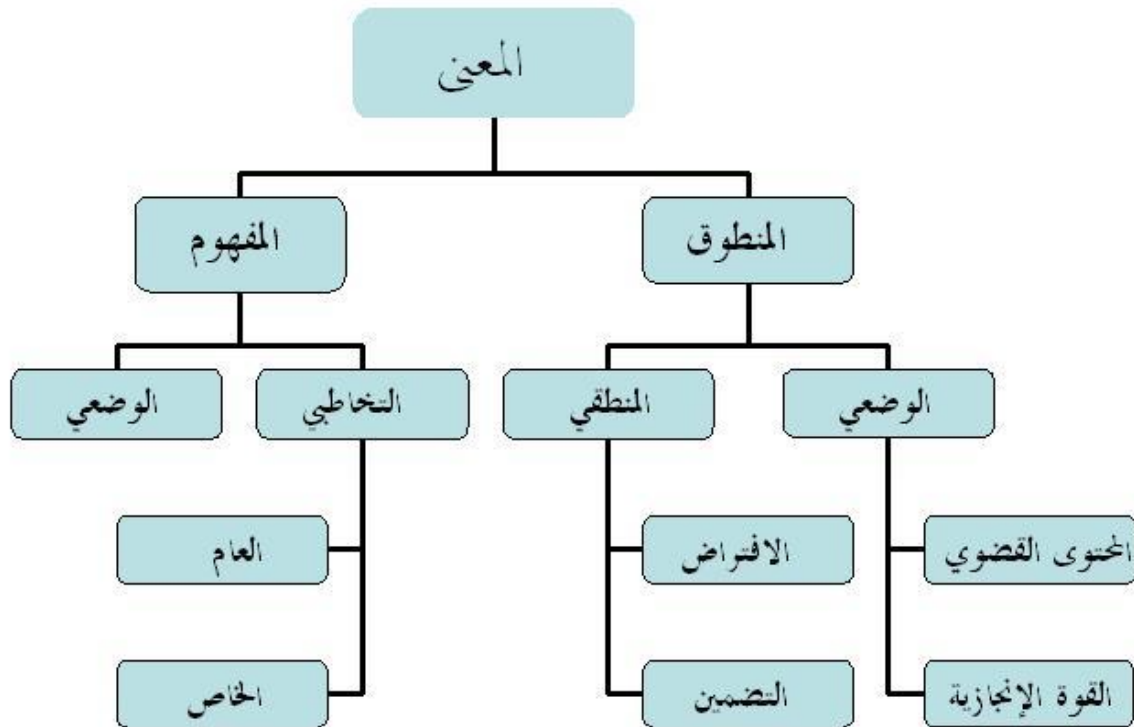 المعنى
المنطوق
المفهوم
الوضعي
المنطقي
التخاطبي
الوضعي
المحتوى القضوي
الافتراض
العام
القوة الإنجازية
التضمين
الخاص